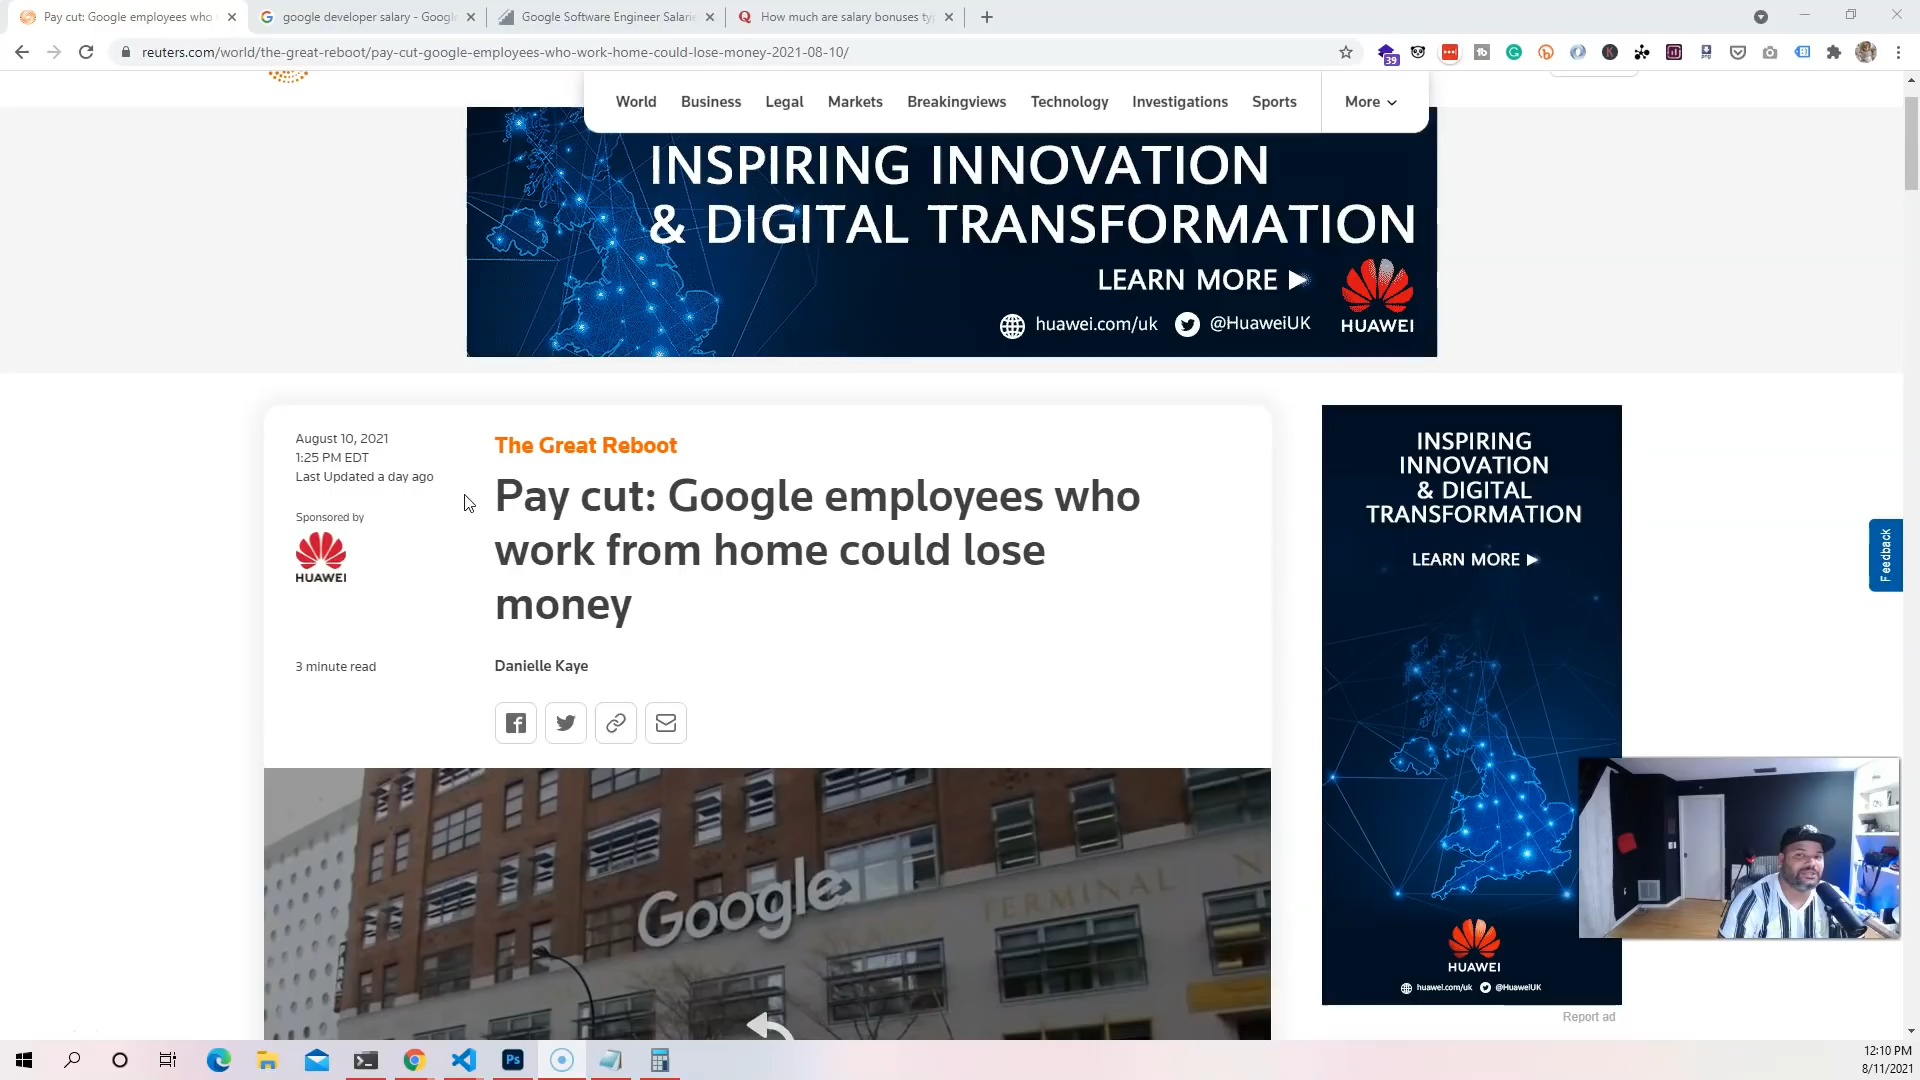 Pay cut: Google employees who
google developer salary - Google
Google Software Engineer Salarie
How much are salary bonuses typ
reuters.com/world/the-great-reboot/pay-cut-google-employees-who-work-home-could-lose-money-2021-08-10/
39
World
Business
Legal
Markets
Breakingviews
Technology
Investigations
Sports
More
INSPIRING INNOVATION
& DIGITAL TRANSFORMATION
LEARN MORE
huawei.com/uk
@HuaweiUK
HUAWEI
August 10, 2021
1:25 PM EDT
Last Updated a day ago
Sponsored by
HUAWEI
3 minute read
The Great Reboot
Pay cut: Google employees who
work from home could lose
money
Danielle Kaye
Google
TERMINAL
INSPIRING
INNOVATION
& DIGITAL
TRANSFORMATION
LEARN MORE
HUAWEI
huawei.com/uk
@HuaweiUK
Report ad
Feedback
Ps
12:10 PM
8/11/2021